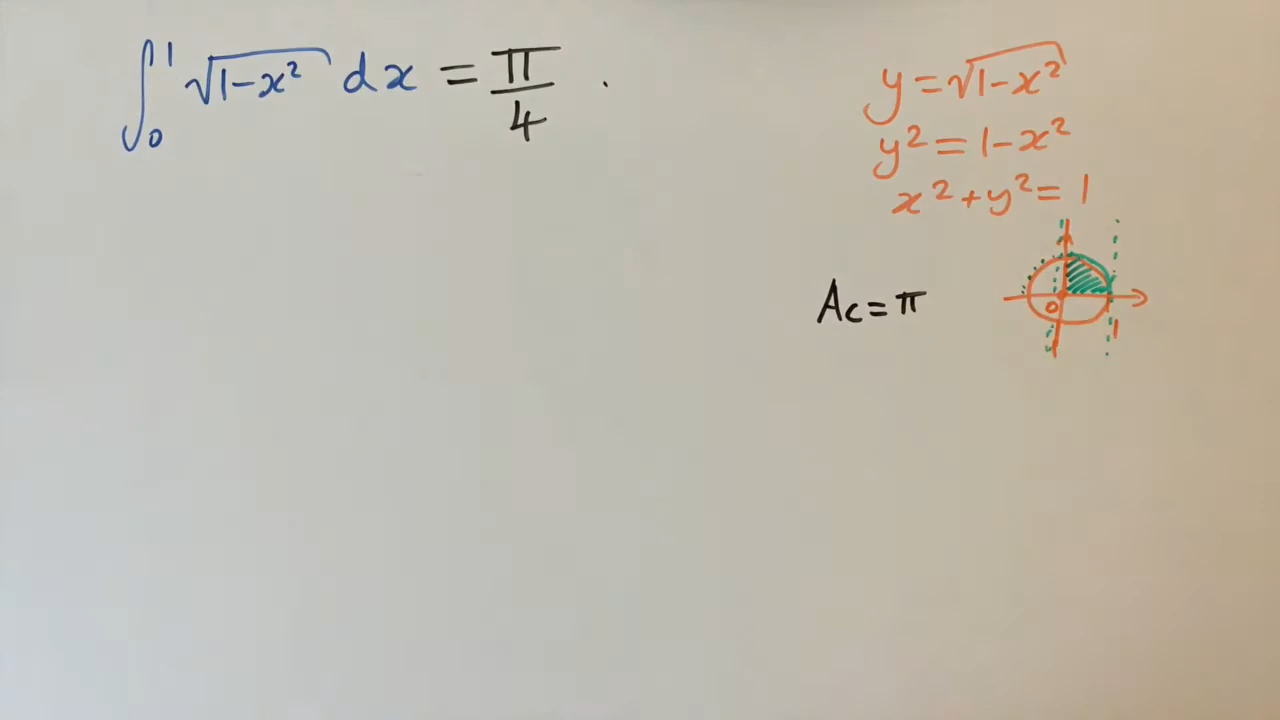 ∫₀¹ √(1-x²) dx = π/4 .
y = √(1-x²)
y² = 1-x²
x² + y² = 1
Ac = π
0
1